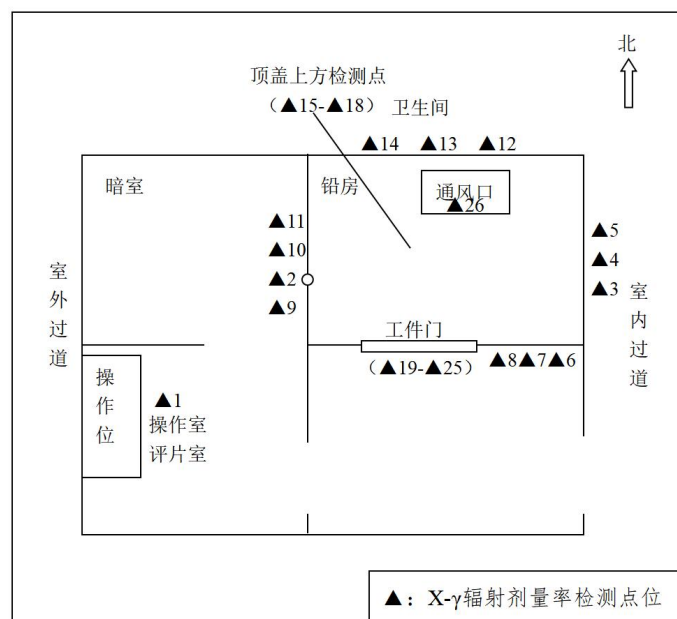 北
顶盖上方检测点
（▲15-▲18） 卫生间
▲14 ▲13 ▲12
暗室 铅房 通风口
▲26
▲11
▲10
▲2
▲9
▲5
▲4
▲3
室外过道
室内过道
工件门
（▲19-▲25） ▲8▲7▲6
操作位
▲1
操作室
评片室
▲：X-γ辐射剂量率检测点位